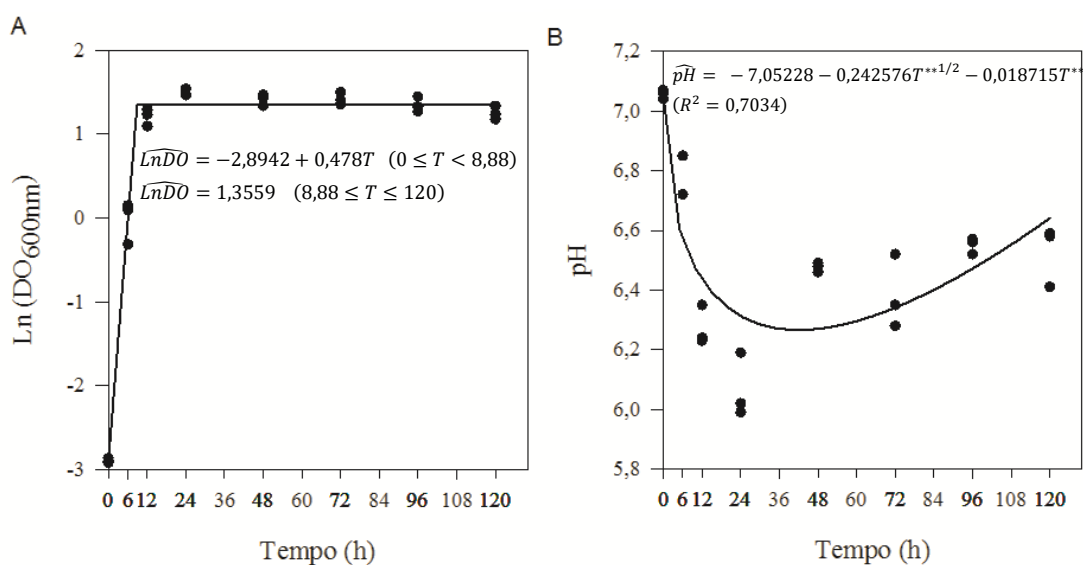 A
2
1
0
-1
-2
-3
Ln (DO600nm)
LnDO = −2,8942 + 0,478T (0 ≤ T < 8,88)
LnDO = 1,3559 (8,88 ≤ T ≤ 120)
0 6 12 24 36 48 60 72 84 96 108 120
Tempo (h)
B
7,2
7,0
6,8
6,6
6,4
6,2
6,0
5,8
pH
pH = − 7,05228 − 0,242576T**1/2 − 0,018715T**
(R² = 0,7034)
0 6 12 24 36 48 60 72 84 96 108 120
Tempo (h)